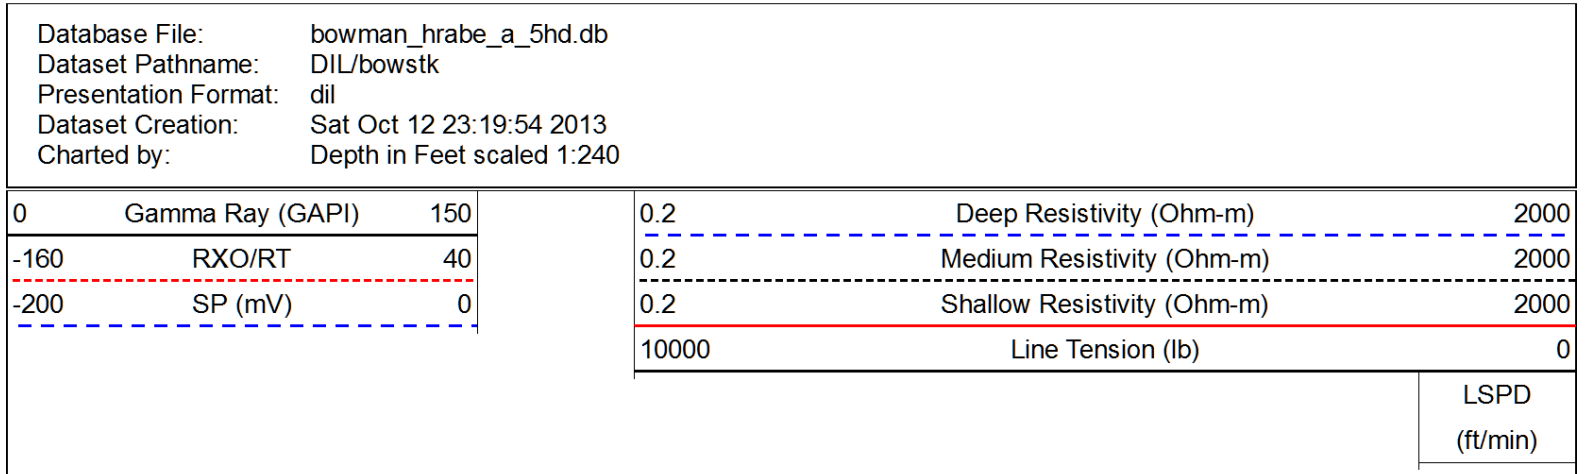 Database File: bowman_hrabe_a_5hd.db
Dataset Pathname: DIL/bowstk
Presentation Format: dil
Dataset Creation: Sat Oct 12 23:19:54 2013
Charted by: Depth in Feet scaled 1:240
0 Gamma Ray (GAPI) 150 0.2 Deep Resistivity (Ohm-m) 2000
-160 RXO/RT 40 0.2 Medium Resistivity (Ohm-m) 2000
-200 SP (mV) 0 0.2 Shallow Resistivity (Ohm-m) 2000
10000 Line Tension (lb) 0
LSPD
(ft/min)